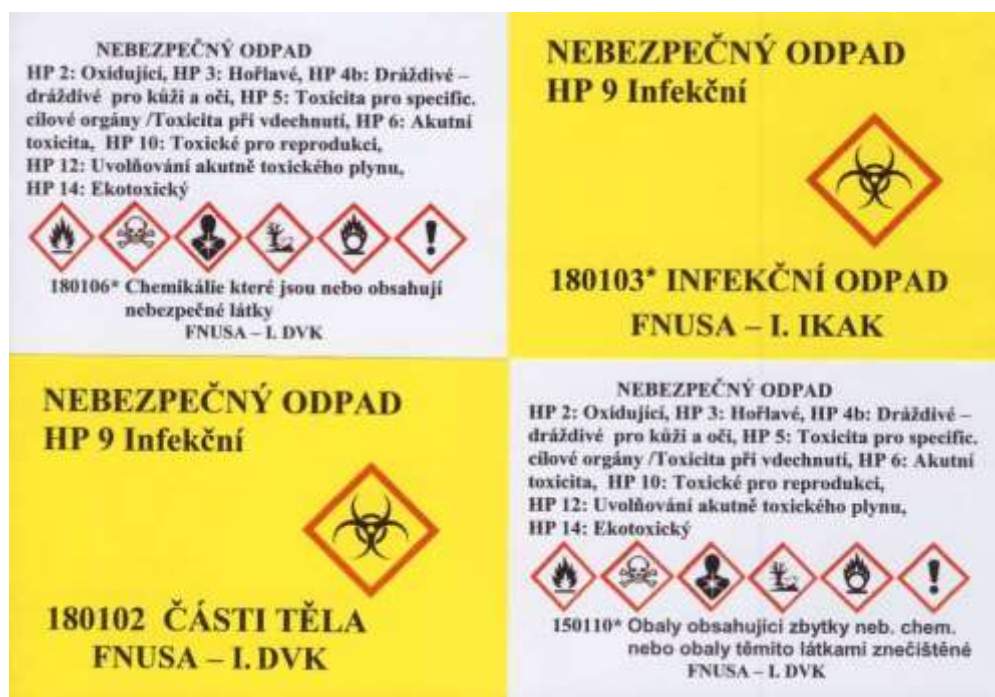 NEBEZPEČNÝ ODPAD
HP 2: Oxidující, HP 3: Hořlavé, HP 4b: Dráždivé –
dráždivé pro kůži a oči, HP 5: Toxicita pro specific.
cílové orgány /Toxicita při vdechnutí, HP 6: Akutní
toxicita, HP 10: Toxické pro reprodukci,
HP 12: Uvolňování akutně toxického plynu,
HP 14: Ekotoxický
180106* Chemikálie které jsou nebo obsahují
nebezpečné látky
FNUSA – I. DVK
NEBEZPEČNÝ ODPAD
HP 9 Infekční
180103* INFEKČNÍ ODPAD
FNUSA – I. IKAK
NEBEZPEČNÝ ODPAD
HP 9 Infekční
180102 ČÁSTI TĚLA
FNUSA – I. DVK
NEBEZPEČNÝ ODPAD
HP 2: Oxidující, HP 3: Hořlavé, HP 4b: Dráždivé –
dráždivé pro kůži a oči, HP 5: Toxicita pro specific.
cílové orgány /Toxicita při vdechnutí, HP 6: Akutní
toxicita, HP 10: Toxické pro reprodukci,
HP 12: Uvolňování akutně toxického plynu,
HP 14: Ekotoxický
150110* Obaly obsahující zbytky neb. chem.
nebo obaly těmito látkami znečištěné
FNUSA – I. DVK